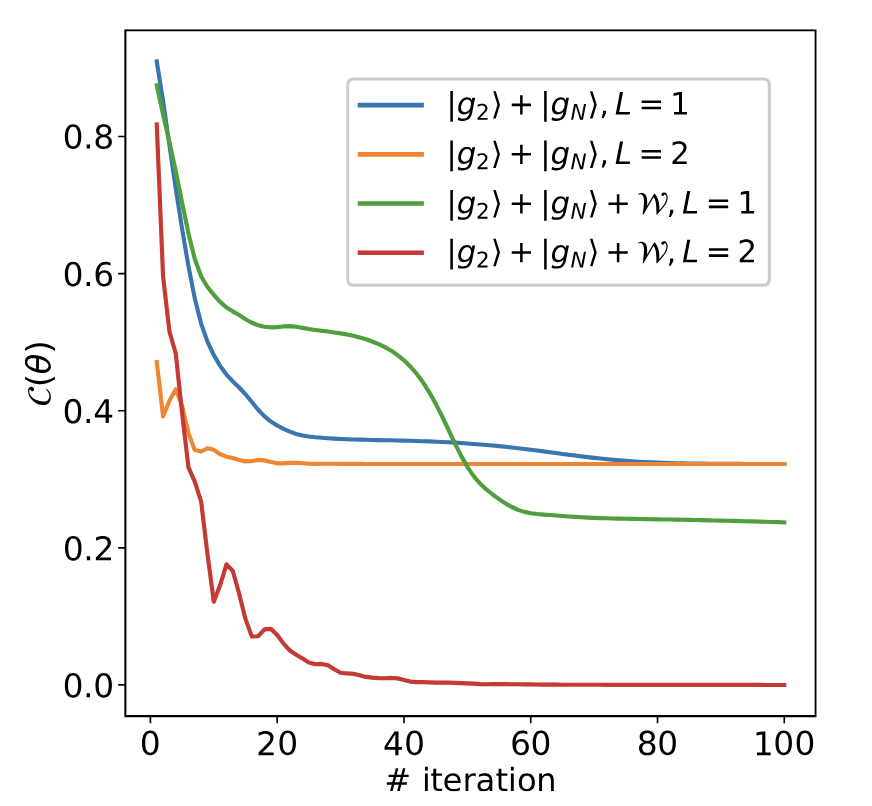 |g₂⟩ + |g_N⟩, L = 1
|g₂⟩ + |g_N⟩, L = 2
|g₂⟩ + |g_N⟩ + 𝒲, L = 1
|g₂⟩ + |g_N⟩ + 𝒲, L = 2
𝒞(θ)
0.8
0.6
0.4
0.2
0.0
0 20 40 60 80 100
# iteration